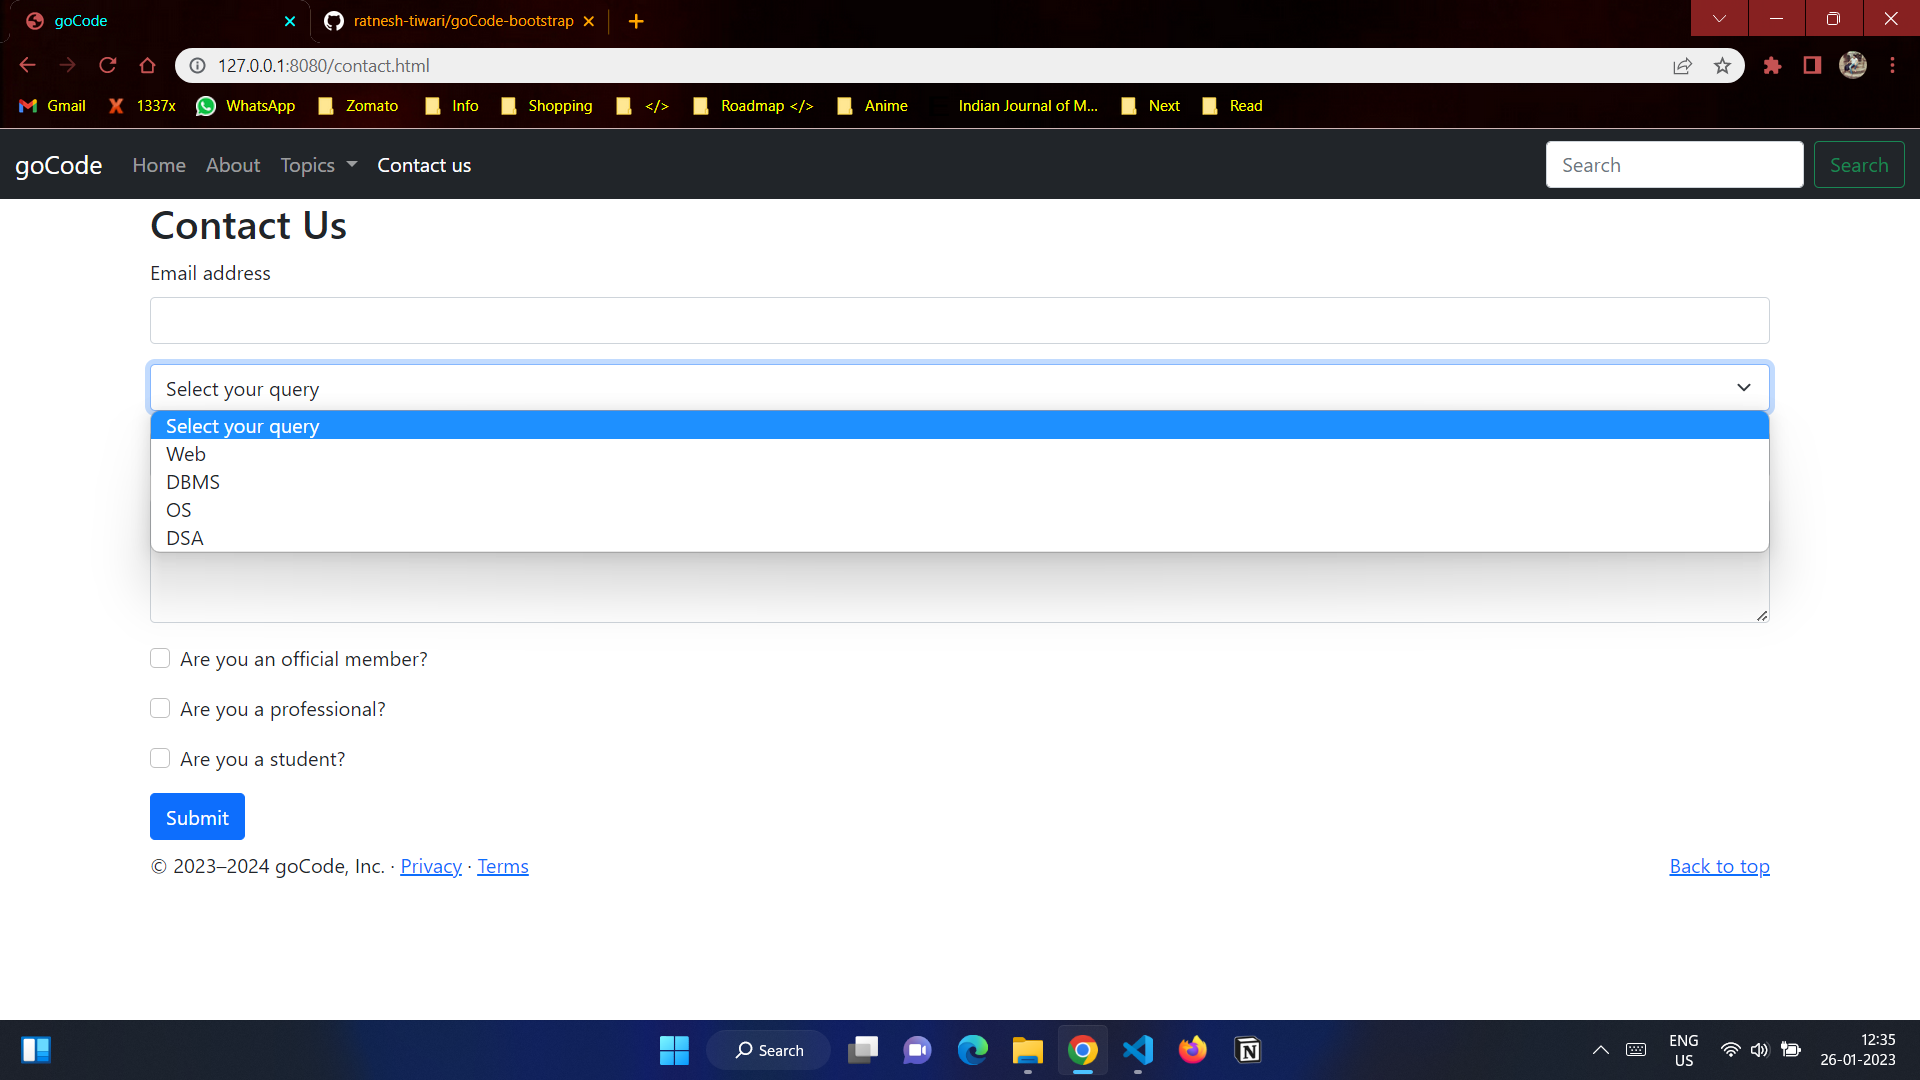 goCode
ratnesh-tiwari/goCode-bootstrap
127.0.0.1:8080/contact.html
Gmail 1337x WhatsApp Zomato Info Shopping </> Roadmap </> Anime Indian Journal of M... Next Read
goCode Home About Topics Contact us Search Search
Contact Us
Email address
Select your query
Select your query
Web
DBMS
OS
DSA
Are you an official member?
Are you a professional?
Are you a student?
Submit
© 2023–2024 goCode, Inc. · Privacy · Terms Back to top
Search
ENG
US
12:35
26-01-2023